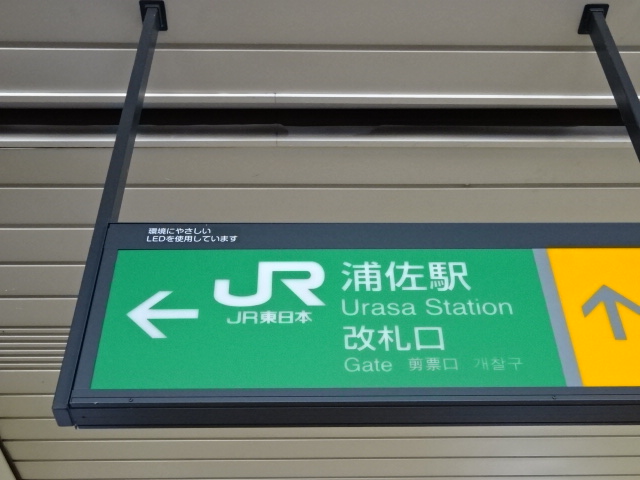 環境にやさしい
LEDを使用しています
JR
JR東日本
浦佐駅
Urasa Station
改札口
Gate 剪票口 개찰구